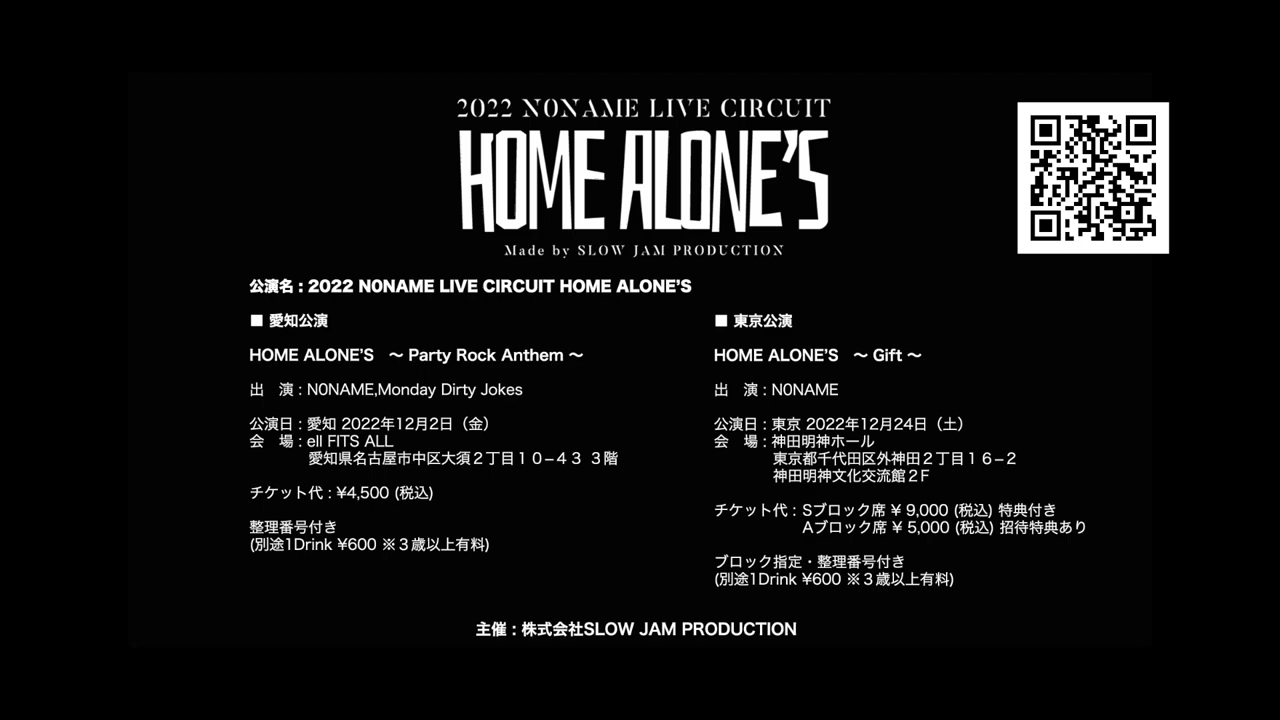 2022 N0NAME LIVE CIRCUIT
HOME ALONE'S
Made by SLOW JAM PRODUCTION
公演名 : 2022 N0NAME LIVE CIRCUIT HOME ALONE'S
■ 愛知公演
HOME ALONE'S 〜 Party Rock Anthem 〜
出　演 : N0NAME,Monday Dirty Jokes
公演日 : 愛知 2022年12月2日（金）
会　場 : ell FITS ALL
愛知県名古屋市中区大須２丁目１０−４３ ３階
チケット代 : ¥4,500 (税込)
整理番号付き
(別途1Drink ¥600 ※３歳以上有料)
■ 東京公演
HOME ALONE'S 〜 Gift 〜
出　演 : N0NAME
公演日 : 東京 2022年12月24日（土）
会　場 : 神田明神ホール
東京都千代田区外神田２丁目１６−２
神田明神文化交流館２F
チケット代 : Sブロック席 ¥ 9,000 (税込) 特典付き
Aブロック席 ¥ 5,000 (税込) 招待特典あり
ブロック指定・整理番号付き
(別途1Drink ¥600 ※３歳以上有料)
主催 : 株式会社SLOW JAM PRODUCTION